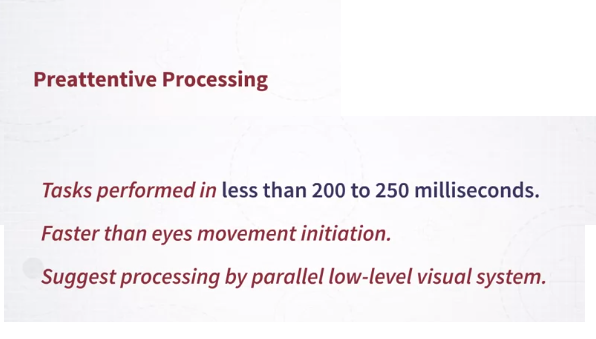 Preattentive Processing
Tasks performed in less than 200 to 250 milliseconds.
Faster than eyes movement initiation.
Suggest processing by parallel low-level visual system.